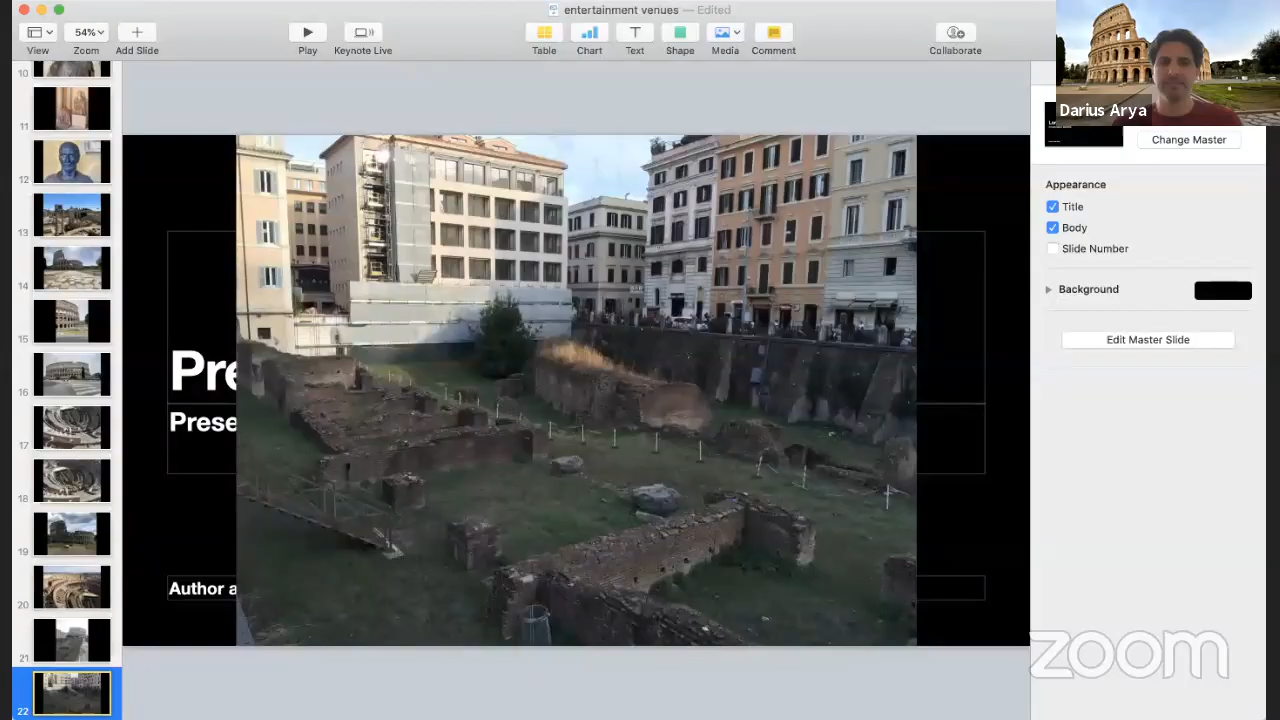 entertainment venues — Edited
54%
View
Zoom
Add Slide
Play
Keynote Live
Table
Chart
Text
Shape
Media
Comment
Collaborate
Darius Arya
Change Master
Appearance
Title
Body
Slide Number
Background
Edit Master Slide
10
11
12
13
14
15
16
17
18
19
20
21
22
Pre
Prese
Author a
zoom